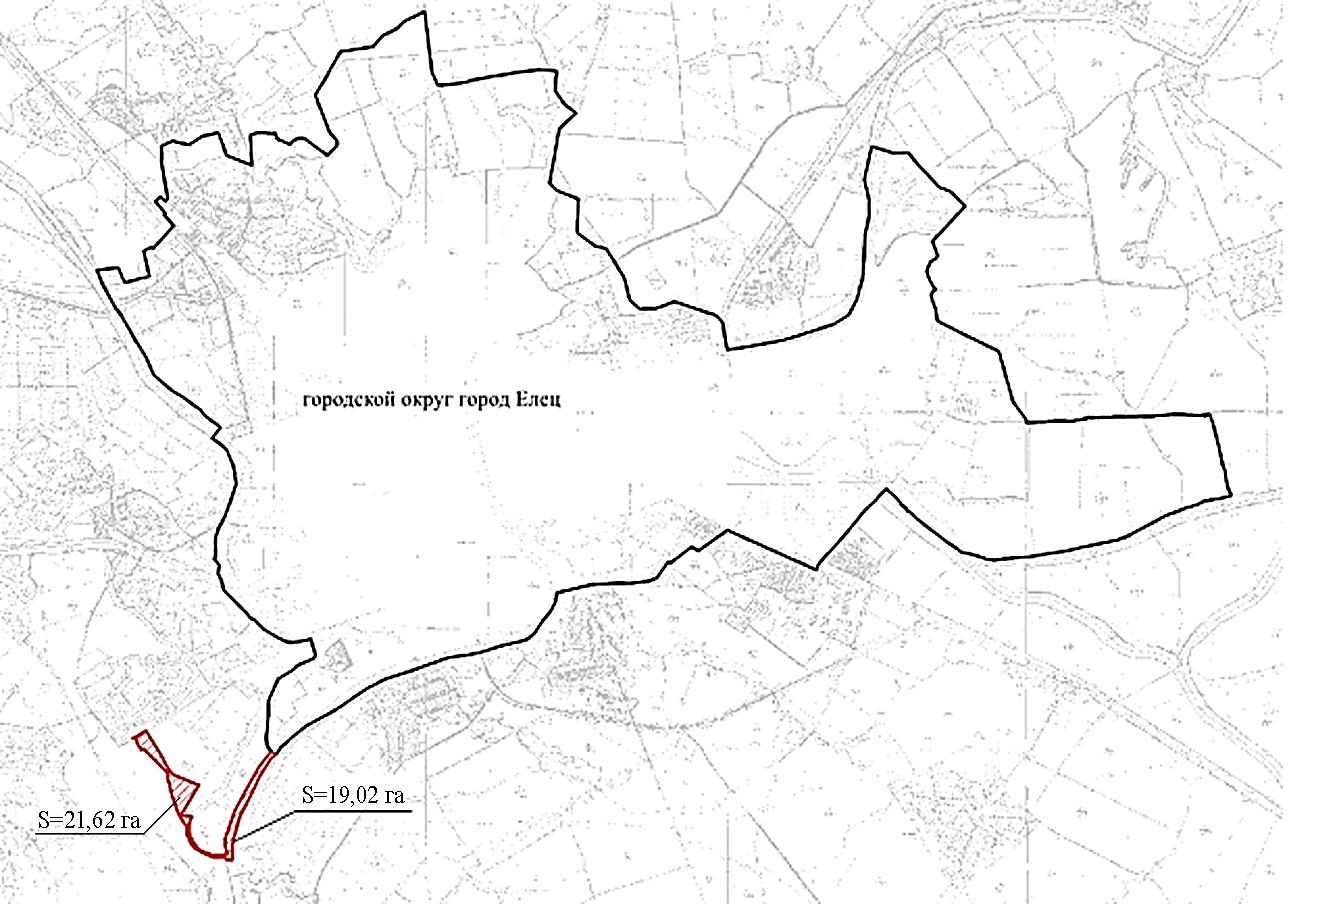 городской округ город Елец
S=19,02 га
S=21,62 га